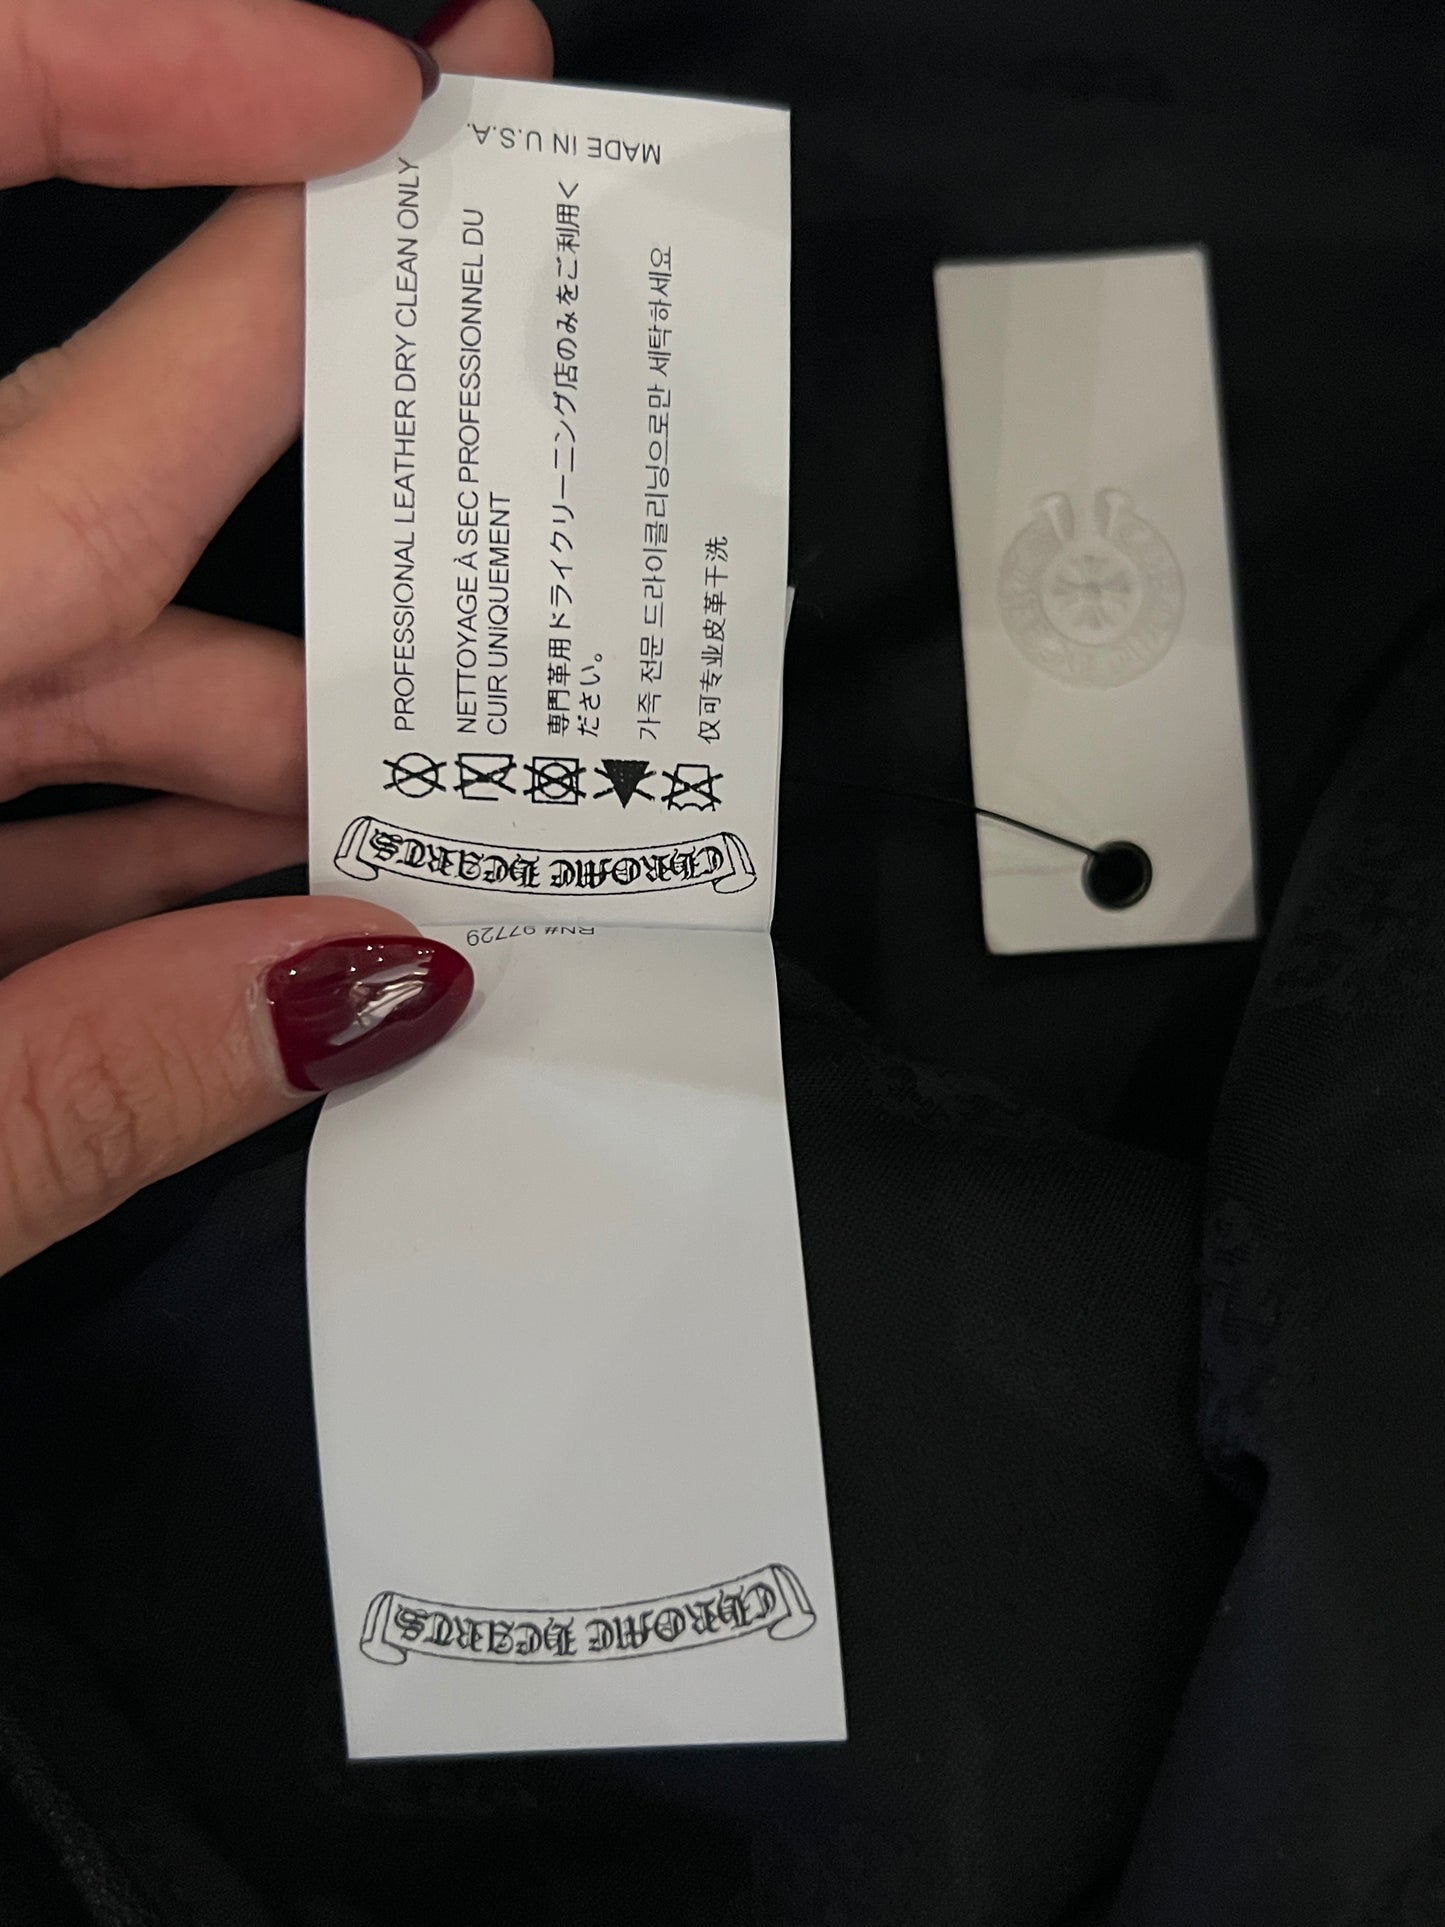 MADE IN U.S.A.
PROFESSIONAL LEATHER DRY CLEAN ONLY
NETTOYAGE À SEC PROFESSIONNEL DU
CUIR UNIQUEMENT
専門革用ドライクリーニング店のみをご利用く
ださい。
가죽 전문 드라이클리닝으로만 세탁하세요
仅可专业皮革干洗
CHROME HEARTS
RN# 97729
CHROME HEARTS